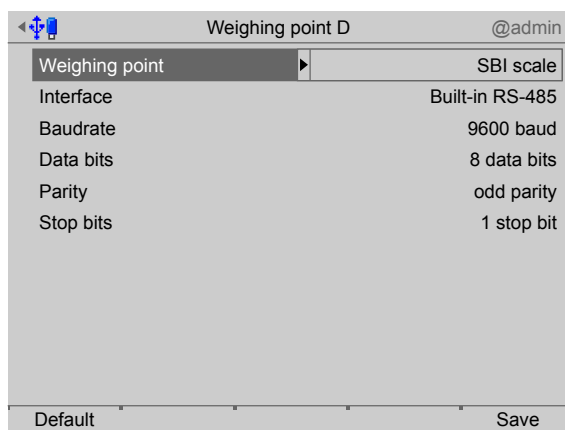 Weighing point D @admin
Weighing point SBI scale
Interface Built-in RS-485
Baudrate 9600 baud
Data bits 8 data bits
Parity odd parity
Stop bits 1 stop bit
Default Save